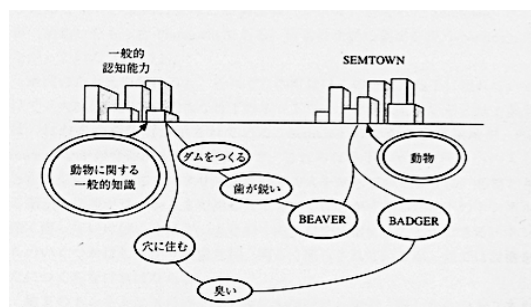 一般的
認知能力
SEMTOWN
動物に関する
一般的知識
ダムをつくる
歯が鋭い
BEAVER
動物
BADGER
穴に住む
臭い